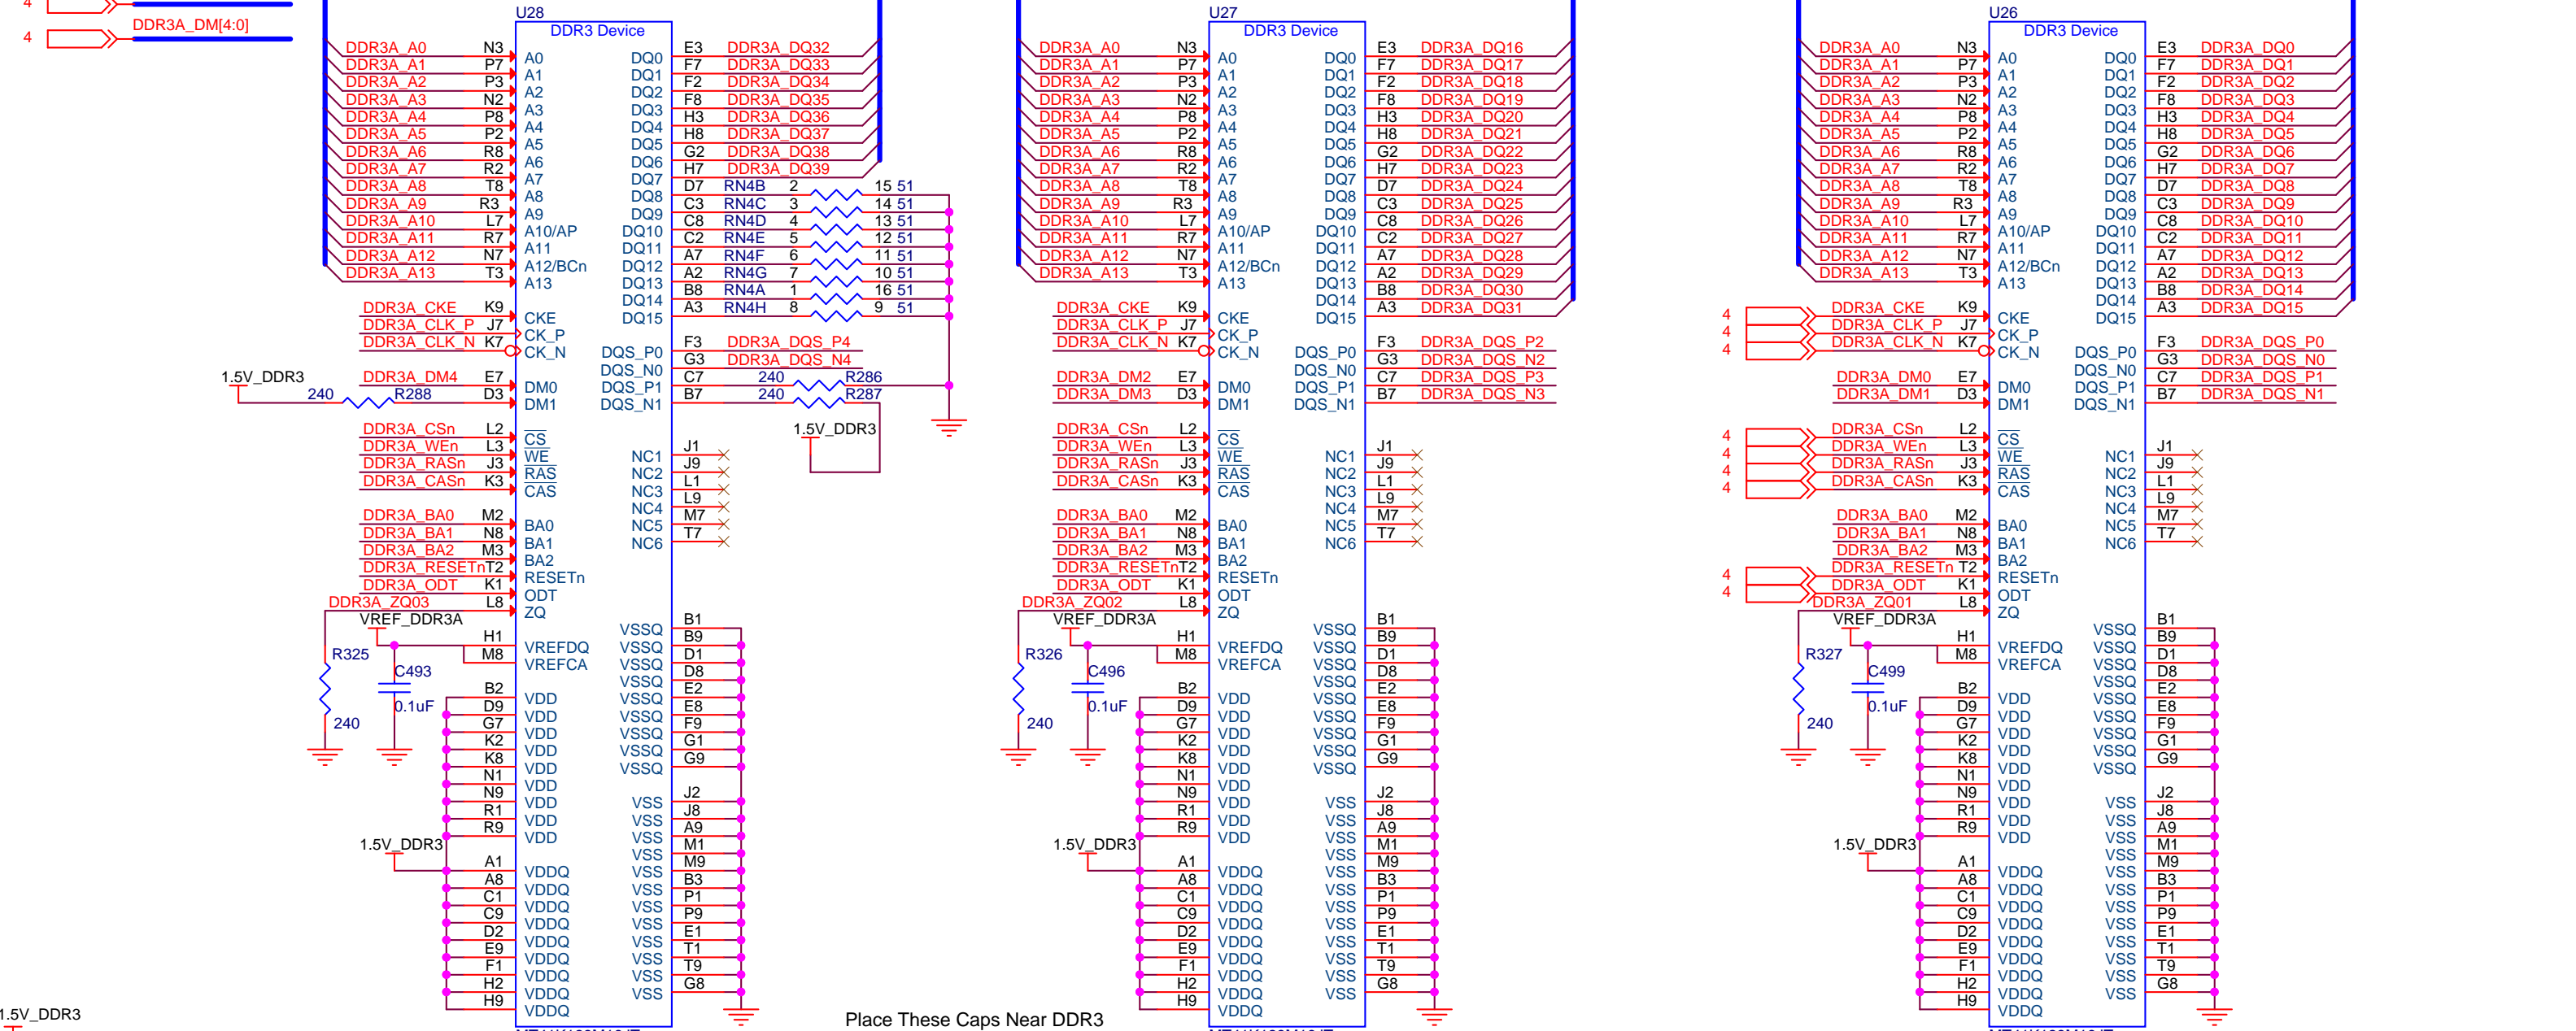 4
4 DDR3A_DM[4:0]
U28
DDR3 Device
DDR3A_A0 N3 A0 DQ0 E3 DDR3A_DQ32
DDR3A_A1 P7 A1 DQ1 F7 DDR3A_DQ33
DDR3A_A2 P3 A2 DQ2 F2 DDR3A_DQ34
DDR3A_A3 N2 A3 DQ3 F8 DDR3A_DQ35
DDR3A_A4 P8 A4 DQ4 H3 DDR3A_DQ36
DDR3A_A5 P2 A5 DQ5 H8 DDR3A_DQ37
DDR3A_A6 R8 A6 DQ6 G2 DDR3A_DQ38
DDR3A_A7 R2 A7 DQ7 H7 DDR3A_DQ39
DDR3A_A8 T8 A8 DQ8 D7 RN4B 2 15 51
DDR3A_A9 R3 A9 DQ9 C3 RN4C 3 14 51
DDR3A_A10 L7 A10/AP DQ10 C8 RN4D 4 13 51
DDR3A_A11 R7 A11 DQ11 C2 RN4E 5 12 51
DDR3A_A12 N7 A12/BCn DQ12 A7 RN4F 6 11 51
DDR3A_A13 T3 A13 DQ13 A2 RN4G 7 10 51
DQ14 B8 RN4A 1 16 51
DDR3A_CKE K9 CKE DQ15 A3 RN4H 8 9 51
DDR3A_CLK_P J7 CK_P
DDR3A_CLK_N K7 CK_N DQS_P0 F3 DDR3A_DQS_P4
DQS_N0 G3 DDR3A_DQS_N4
1.5V_DDR3 DDR3A_DM4 E7 DM0 DQS_P1 C7 240 R286
240 R288 D3 DM1 DQS_N1 B7 240 R287
1.5V_DDR3
DDR3A_CSn L2 CS
DDR3A_WEn L3 WE NC1 J1
DDR3A_RASn J3 RAS NC2 J9
DDR3A_CASn K3 CAS NC3 L1
NC4 L9
DDR3A_BA0 M2 BA0 NC5 M7
DDR3A_BA1 N8 BA1 NC6 T7
DDR3A_BA2 M3 BA2
DDR3A_RESETn T2 RESETn
DDR3A_ODT K1 ODT
DDR3A_ZQ03 L8 ZQ
VREF_DDR3A VSSQ B1
R325 H1 VREFDQ VSSQ B9
C493 M8 VREFCA VSSQ D1
VSSQ D8
0.1uF B2 VDD VSSQ E2
240 D9 VDD VSSQ E8
G7 VDD VSSQ F9
K2 VDD VSSQ G1
K8 VDD VSSQ G9
N1 VDD
N9 VDD VSS J2
R1 VDD VSS J8
R9 VDD VSS A9
1.5V_DDR3 VSS M1
A1 VDDQ VSS M9
A8 VDDQ VSS B3
C1 VDDQ VSS P1
C9 VDDQ VSS P9
D2 VDDQ VSS E1
E9 VDDQ VSS T1
F1 VDDQ VSS T9
H2 VDDQ VSS G8
H9 VDDQ
U27
DDR3 Device
DDR3A_A0 N3 A0 DQ0 E3 DDR3A_DQ16
DDR3A_A1 P7 A1 DQ1 F7 DDR3A_DQ17
DDR3A_A2 P3 A2 DQ2 F2 DDR3A_DQ18
DDR3A_A3 N2 A3 DQ3 F8 DDR3A_DQ19
DDR3A_A4 P8 A4 DQ4 H3 DDR3A_DQ20
DDR3A_A5 P2 A5 DQ5 H8 DDR3A_DQ21
DDR3A_A6 R8 A6 DQ6 G2 DDR3A_DQ22
DDR3A_A7 R2 A7 DQ7 H7 DDR3A_DQ23
DDR3A_A8 T8 A8 DQ8 D7 DDR3A_DQ24
DDR3A_A9 R3 A9 DQ9 C3 DDR3A_DQ25
DDR3A_A10 L7 A10/AP DQ10 C8 DDR3A_DQ26
DDR3A_A11 R7 A11 DQ11 C2 DDR3A_DQ27
DDR3A_A12 N7 A12/BCn DQ12 A7 DDR3A_DQ28
DDR3A_A13 T3 A13 DQ13 A2 DDR3A_DQ29
DQ14 B8 DDR3A_DQ30
DDR3A_CKE K9 CKE DQ15 A3 DDR3A_DQ31
DDR3A_CLK_P J7 CK_P
DDR3A_CLK_N K7 CK_N DQS_P0 F3 DDR3A_DQS_P2
DQS_N0 G3 DDR3A_DQS_N2
DDR3A_DM2 E7 DM0 DQS_P1 C7 DDR3A_DQS_P3
DDR3A_DM3 D3 DM1 DQS_N1 B7 DDR3A_DQS_N3
DDR3A_CSn L2 CS
DDR3A_WEn L3 WE NC1 J1
DDR3A_RASn J3 RAS NC2 J9
DDR3A_CASn K3 CAS NC3 L1
NC4 L9
DDR3A_BA0 M2 BA0 NC5 M7
DDR3A_BA1 N8 BA1 NC6 T7
DDR3A_BA2 M3 BA2
DDR3A_RESETn T2 RESETn
DDR3A_ODT K1 ODT
DDR3A_ZQ02 L8 ZQ
VREF_DDR3A VSSQ B1
R326 H1 VREFDQ VSSQ B9
C496 M8 VREFCA VSSQ D1
VSSQ D8
0.1uF B2 VDD VSSQ E2
240 D9 VDD VSSQ E8
G7 VDD VSSQ F9
K2 VDD VSSQ G1
K8 VDD VSSQ G9
N1 VDD
N9 VDD VSS J2
R1 VDD VSS J8
R9 VDD VSS A9
1.5V_DDR3 VSS M1
A1 VDDQ VSS M9
A8 VDDQ VSS B3
C1 VDDQ VSS P1
C9 VDDQ VSS P9
D2 VDDQ VSS E1
E9 VDDQ VSS T1
F1 VDDQ VSS T9
H2 VDDQ VSS G8
H9 VDDQ
U26
DDR3 Device
DDR3A_A0 N3 A0 DQ0 E3 DDR3A_DQ0
DDR3A_A1 P7 A1 DQ1 F7 DDR3A_DQ1
DDR3A_A2 P3 A2 DQ2 F2 DDR3A_DQ2
DDR3A_A3 N2 A3 DQ3 F8 DDR3A_DQ3
DDR3A_A4 P8 A4 DQ4 H3 DDR3A_DQ4
DDR3A_A5 P2 A5 DQ5 H8 DDR3A_DQ5
DDR3A_A6 R8 A6 DQ6 G2 DDR3A_DQ6
DDR3A_A7 R2 A7 DQ7 H7 DDR3A_DQ7
DDR3A_A8 T8 A8 DQ8 D7 DDR3A_DQ8
DDR3A_A9 R3 A9 DQ9 C3 DDR3A_DQ9
DDR3A_A10 L7 A10/AP DQ10 C8 DDR3A_DQ10
DDR3A_A11 R7 A11 DQ11 C2 DDR3A_DQ11
DDR3A_A12 N7 A12/BCn DQ12 A7 DDR3A_DQ12
DDR3A_A13 T3 A13 DQ13 A2 DDR3A_DQ13
DQ14 B8 DDR3A_DQ14
4 DDR3A_CKE K9 CKE DQ15 A3 DDR3A_DQ15
4 DDR3A_CLK_P J7 CK_P
4 DDR3A_CLK_N K7 CK_N DQS_P0 F3 DDR3A_DQS_P0
DQS_N0 G3 DDR3A_DQS_N0
DDR3A_DM0 E7 DM0 DQS_P1 C7 DDR3A_DQS_P1
DDR3A_DM1 D3 DM1 DQS_N1 B7 DDR3A_DQS_N1
4 DDR3A_CSn L2 CS
4 DDR3A_WEn L3 WE NC1 J1
4 DDR3A_RASn J3 RAS NC2 J9
4 DDR3A_CASn K3 CAS NC3 L1
NC4 L9
DDR3A_BA0 M2 BA0 NC5 M7
DDR3A_BA1 N8 BA1 NC6 T7
DDR3A_BA2 M3 BA2
4 DDR3A_RESETn T2 RESETn
4 DDR3A_ODT K1 ODT
DDR3A_ZQ01 L8 ZQ
VREF_DDR3A VSSQ B1
R327 H1 VREFDQ VSSQ B9
C499 M8 VREFCA VSSQ D1
VSSQ D8
0.1uF B2 VDD VSSQ E2
240 D9 VDD VSSQ E8
G7 VDD VSSQ F9
K2 VDD VSSQ G1
K8 VDD VSSQ G9
N1 VDD
N9 VDD VSS J2
R1 VDD VSS J8
R9 VDD VSS A9
1.5V_DDR3 VSS M1
A1 VDDQ VSS M9
A8 VDDQ VSS B3
C1 VDDQ VSS P1
C9 VDDQ VSS P9
D2 VDDQ VSS E1
E9 VDDQ VSS T1
F1 VDDQ VSS T9
H2 VDDQ VSS G8
H9 VDDQ
1.5V_DDR3
Place These Caps Near DDR3